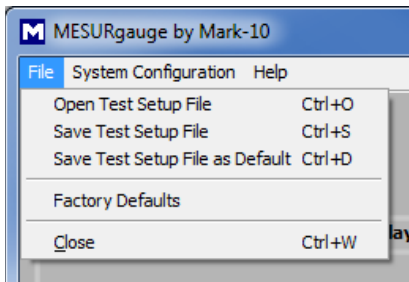 M MESURgauge by Mark-10
File System Configuration Help
Open Test Setup File Ctrl+O
Save Test Setup File Ctrl+S
Save Test Setup File as Default Ctrl+D
Factory Defaults
Close Ctrl+W